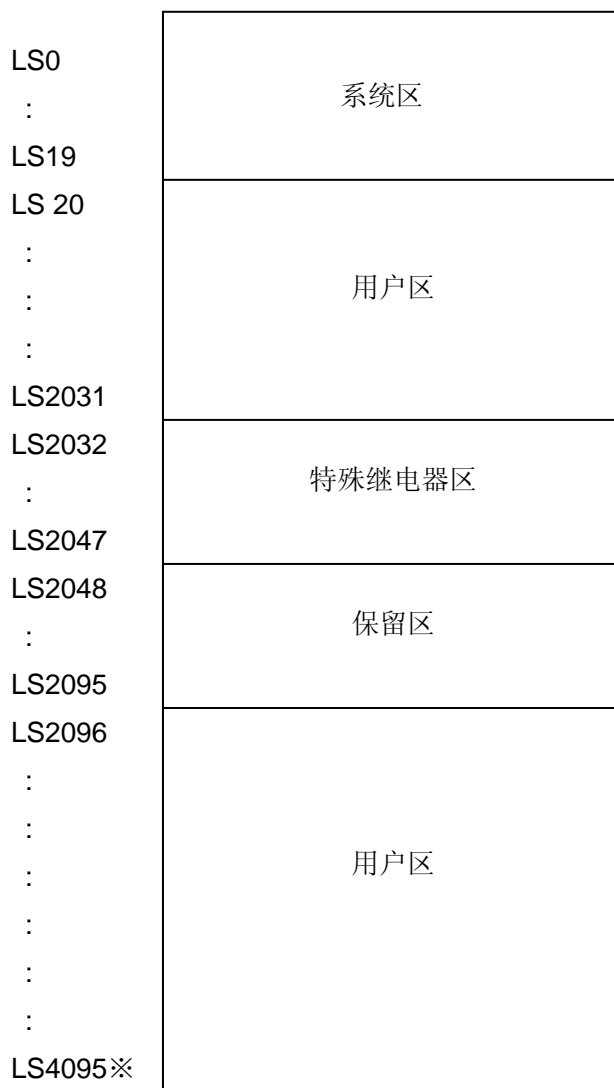 LS0
:
系统区
LS19
LS 20
:
:
用户区
:
LS2031
LS2032
:
特殊继电器区
LS2047
LS2048
:
保留区
LS2095
LS2096
:
:
:
用户区
:
:
:
LS4095※